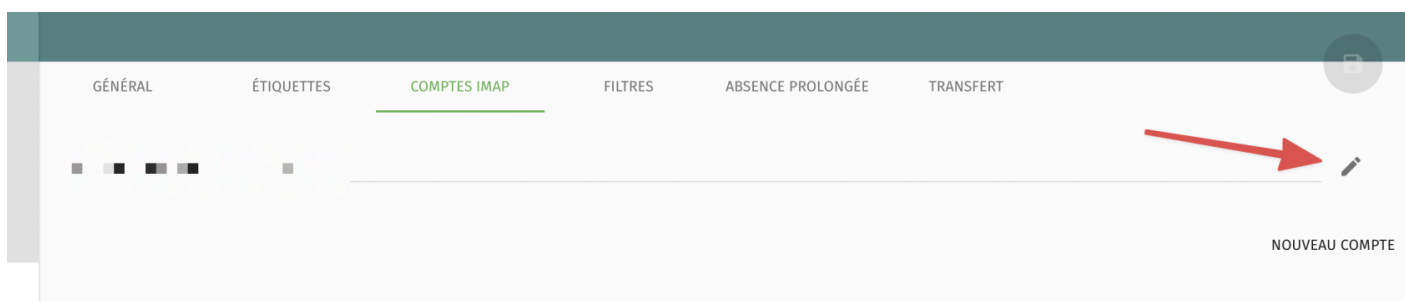 GÉNÉRAL ÉTIQUETTES COMPTES IMAP FILTRES ABSENCE PROLONGÉE TRANSFERT
NOUVEAU COMPTE